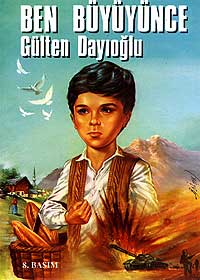 BEN BÜYÜYÜNCE
Gülten Dayıoğlu
8. BASIM